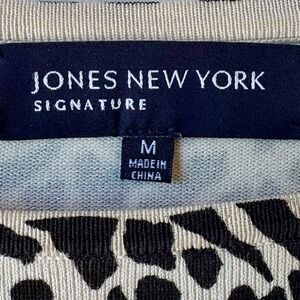 JONES NEW YORK
SIGNATURE
M
MADE IN
CHINA